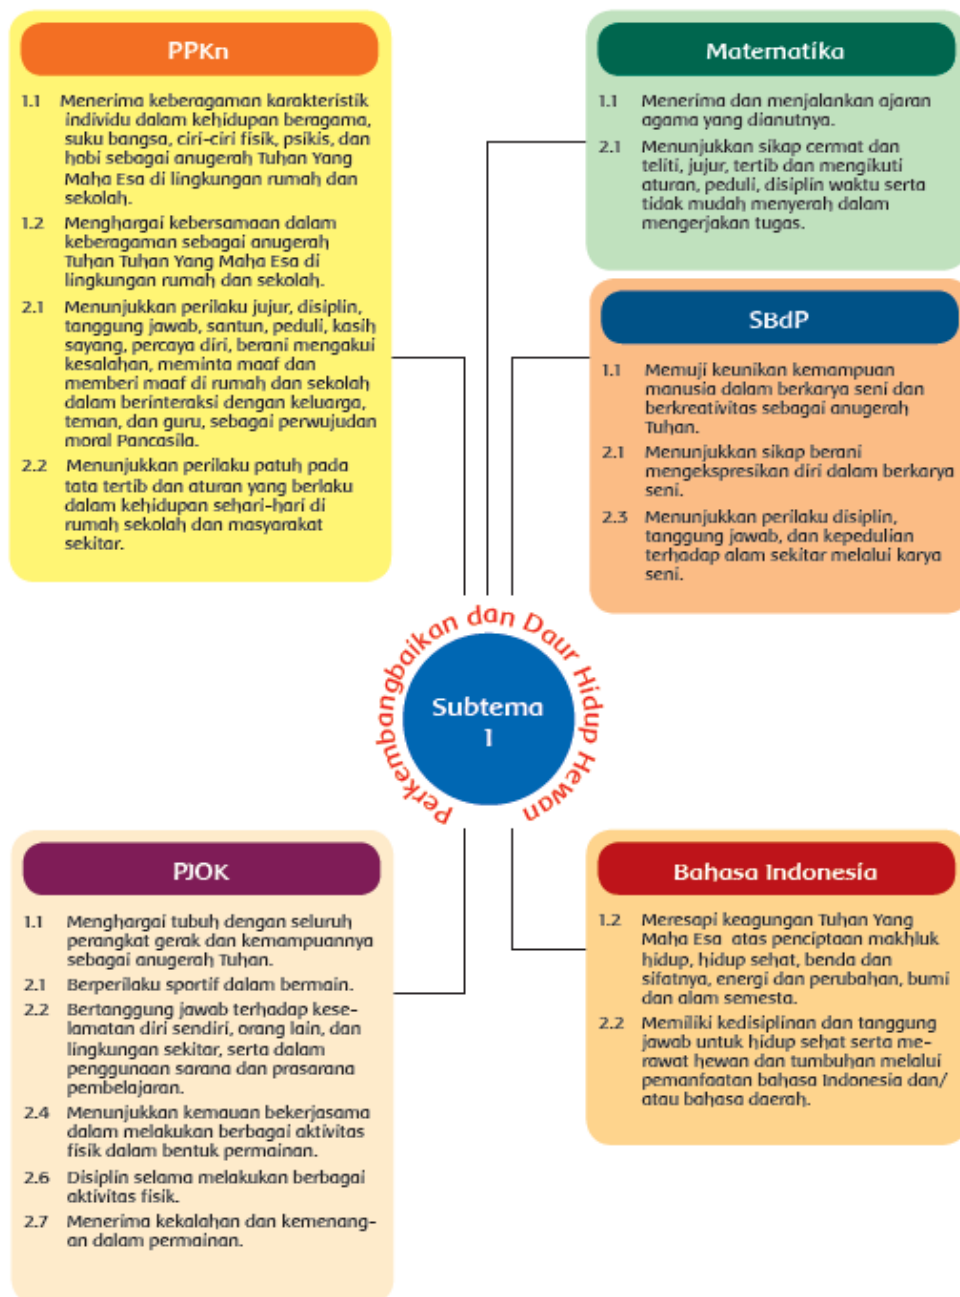 PPKn
1.1 Menerima keberagaman karakteristik
individu dalam kehidupan beragama,
suku bangsa, ciri-ciri fisik, psikis, dan
hobi sebagai anugerah Tuhan Yang
Maha Esa di lingkungan rumah dan
sekolah.
1.2 Menghargai kebersamaan dalam
keberagaman sebagai anugerah
Tuhan Tuhan Yang Maha Esa di
lingkungan rumah dan sekolah.
2.1 Menunjukkan perilaku jujur, disiplin,
tanggung jawab, santun, peduli, kasih
sayang, percaya diri, berani mengakui
kesalahan, meminta maaf dan
memberi maaf di rumah dan sekolah
dalam berinteraksi dengan keluarga,
teman, dan guru, sebagai perwujudan
moral Pancasila.
2.2 Menunjukkan perilaku patuh pada
tata tertib dan aturan yang berlaku
dalam kehidupan sehari-hari di
rumah sekolah dan masyarakat
sekitar.
Matematika
1.1 Menerima dan menjalankan ajaran
agama yang dianutnya.
2.1 Menunjukkan sikap cermat dan
teliti, jujur, tertib dan mengikuti
aturan, peduli, disiplin waktu serta
tidak mudah menyerah dalam
mengerjakan tugas.
SBdP
1.1 Memuji keunikan kemampuan
manusia dalam berkarya seni dan
berkreativitas sebagai anugerah
Tuhan.
2.1 Menunjukkan sikap berani
mengekspresikan diri dalam berkarya
seni.
2.3 Menunjukkan perilaku disiplin,
tanggung jawab, dan kepedulian
terhadap alam sekitar melalui karya
seni.
Perkembangbaikan dan Daur Hidup Hewan
Subtema
1
PJOK
1.1 Menghargai tubuh dengan seluruh
perangkat gerak dan kemampuannya
sebagai anugerah Tuhan.
2.1 Berperilaku sportif dalam bermain.
2.2 Bertanggung jawab terhadap kese-
lamatan diri sendiri, orang lain, dan
lingkungan sekitar, serta dalam
penggunaan sarana dan prasarana
pembelajaran.
2.4 Menunjukkan kemauan bekerjasama
dalam melakukan berbagai aktivitas
fisik dalam bentuk permainan.
2.6 Disiplin selama melakukan berbagai
aktivitas fisik.
2.7 Menerima kekalahan dan kemenang-
an dalam permainan.
Bahasa Indonesia
1.2 Meresapi keagungan Tuhan Yang
Maha Esa atas penciptaan makhluk
hidup, hidup sehat, benda dan
sifatnya, energi dan perubahan, bumi
dan alam semesta.
2.2 Memiliki kedisiplinan dan tanggung
jawab untuk hidup sehat serta me-
rawat hewan dan tumbuhan melalui
pemanfaatan bahasa Indonesia dan/
atau bahasa daerah.